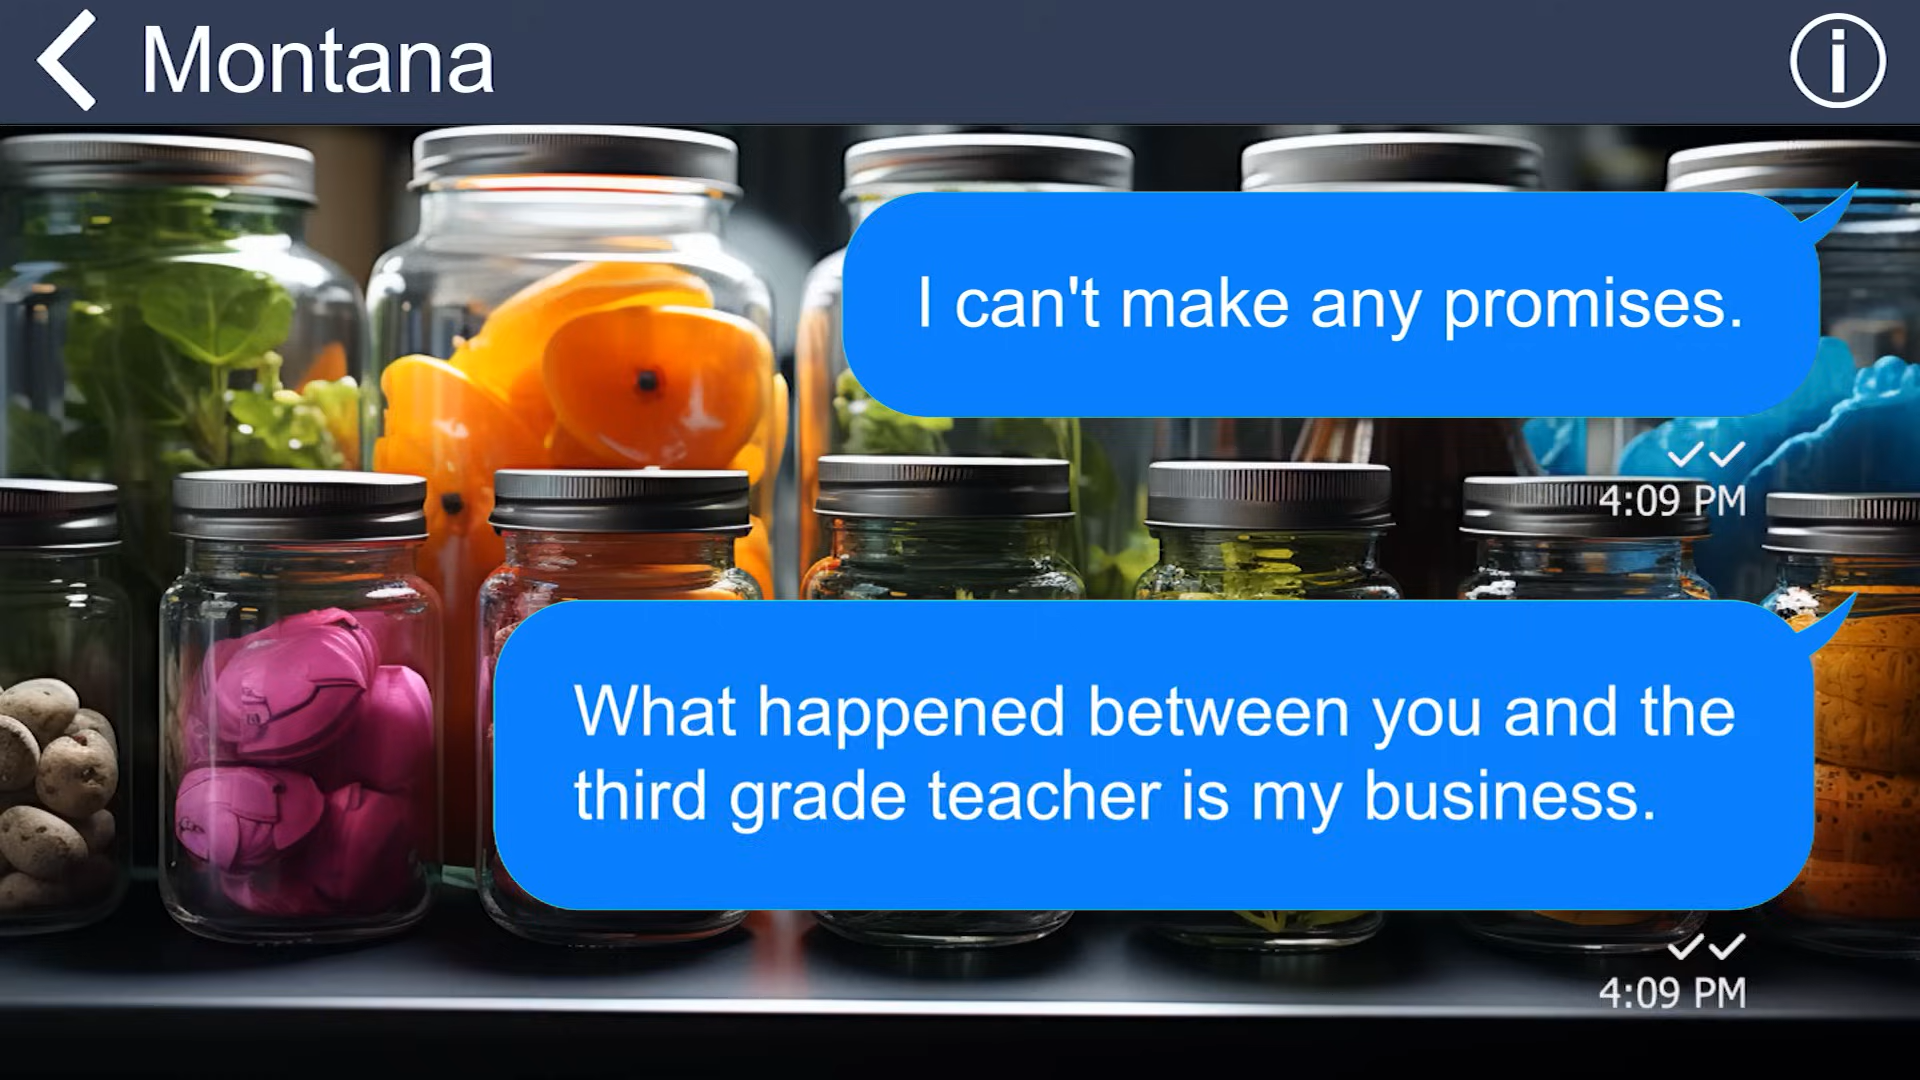 Montana
I can't make any promises.
4:09 PM
What happened between you and the
third grade teacher is my business.
4:09 PM